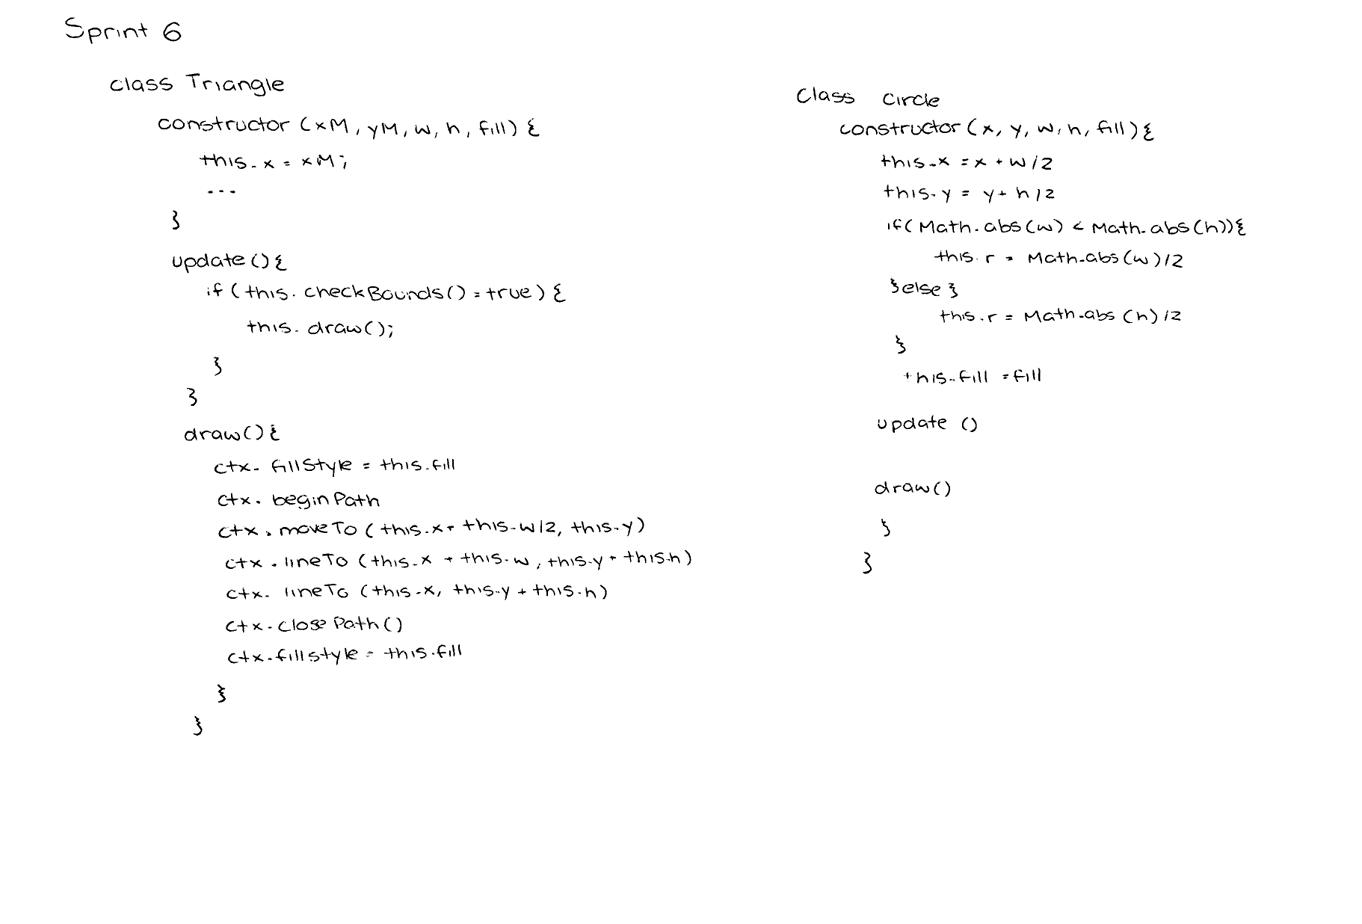 Sprint 6
class Triangle
constructor (xM, yM, w, h, fill) {
this.x = xM;
...
}
update () {
if (this.checkBounds() = true) {
this.draw();
}
}
draw() {
ctx.fillStyle = this.fill
ctx.beginPath
ctx.moveTo (this.x + this.w/2, this.y)
ctx.lineTo (this.x + this.w, this.y + this.h)
ctx.lineTo (this.x, this.y + this.h)
ctx.closePath()
ctx.fillstyle = this.fill
}
}
Class Circle
constructor (x, y, w, h, fill) {
this.x = x + w/2
this.y = y + h/2
if( Math.abs(w) < Math.abs(h)) {
this.r = Math.abs(w)/2
}else }
this.r = Math.abs (h)/2
}
this.fill = fill
update ()
draw()
}
}